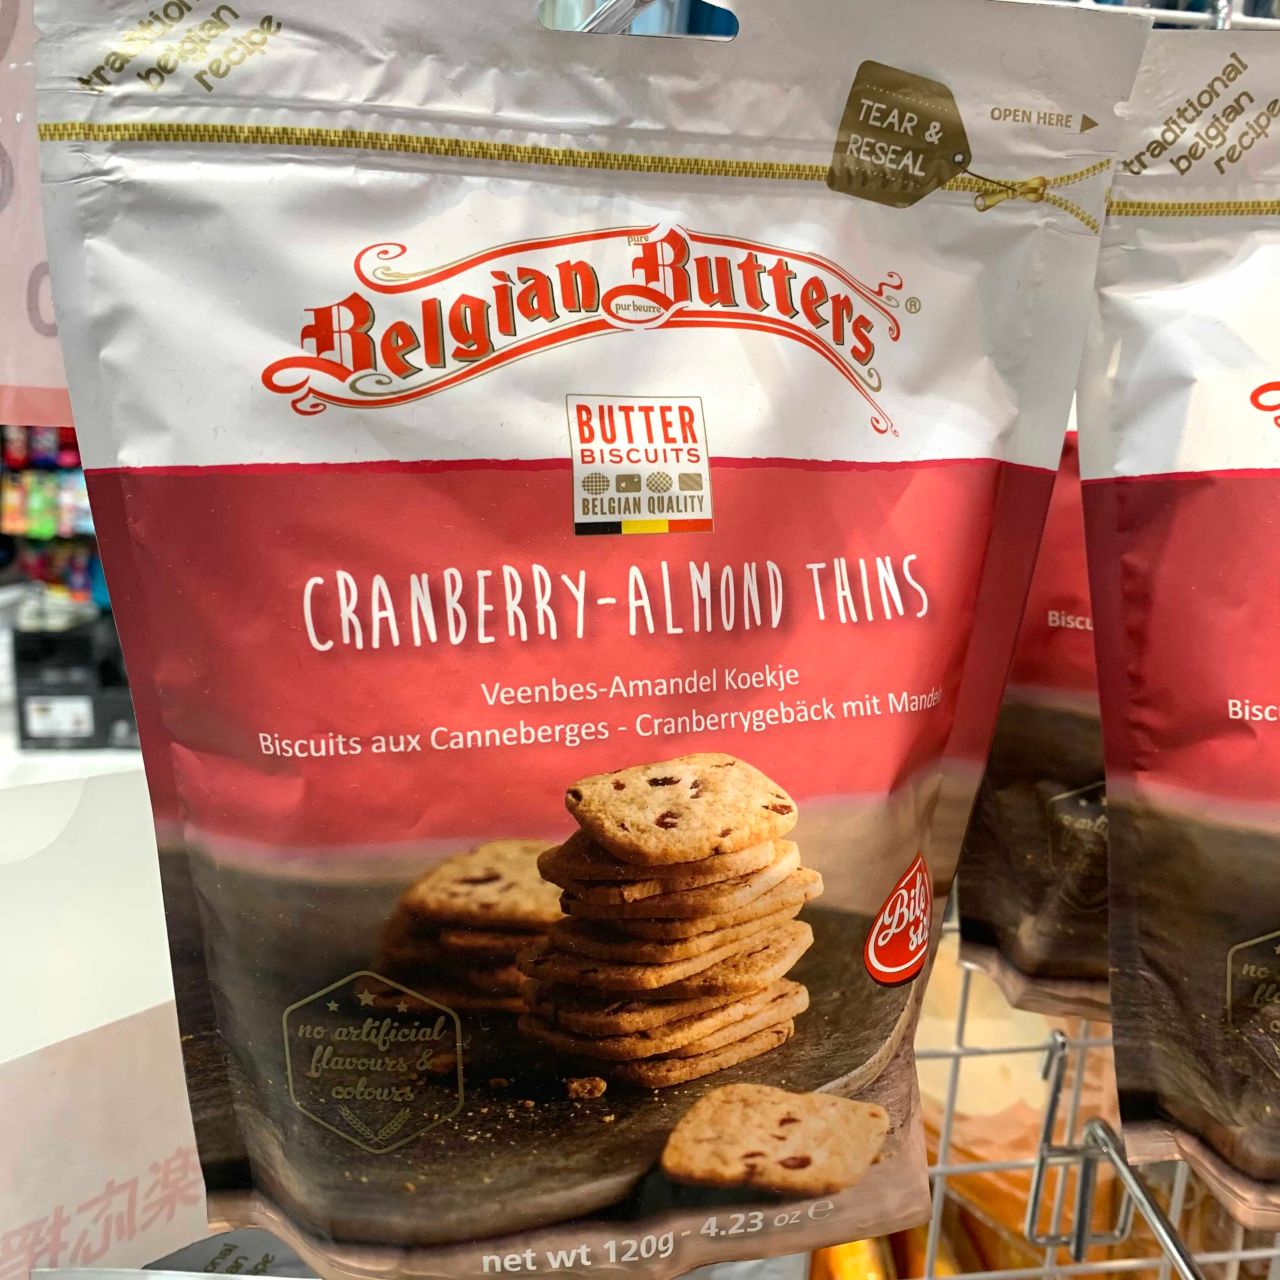 traditional
belgian
recipe
TEAR &
RESEAL
OPEN HERE
traditional
belgian
recipe
pure
Belgian Butters®
pur beurre
BUTTER
BISCUITS
BELGIAN QUALITY
CRANBERRY-ALMOND THINS
Veenbes-Amandel Koekje
Biscuits aux Canneberges - Cranberrygebäck mit Mandeln
Bite
no artificial
flavours &
colours
net wt 120g - 4.23 oz ℮